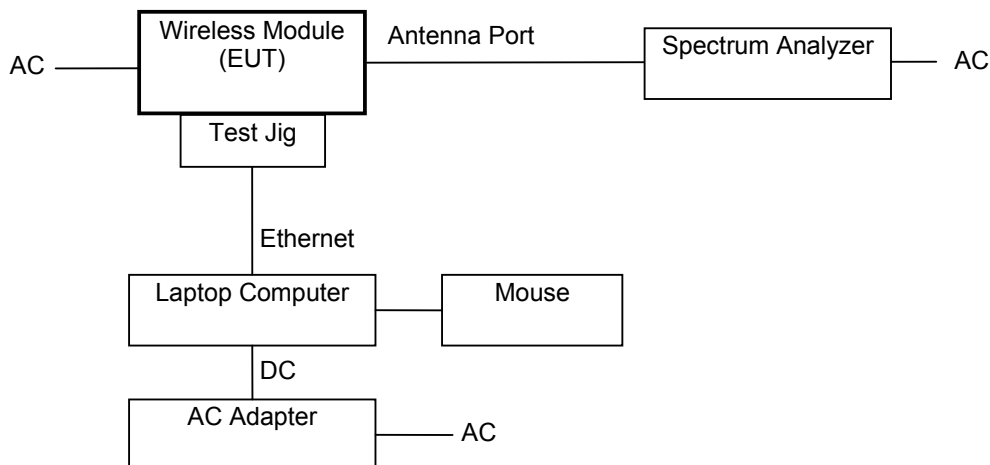 Wireless Module
(EUT)
Antenna Port
Spectrum Analyzer
AC
AC
Test Jig
Ethernet
Laptop Computer
Mouse
DC
AC Adapter
AC